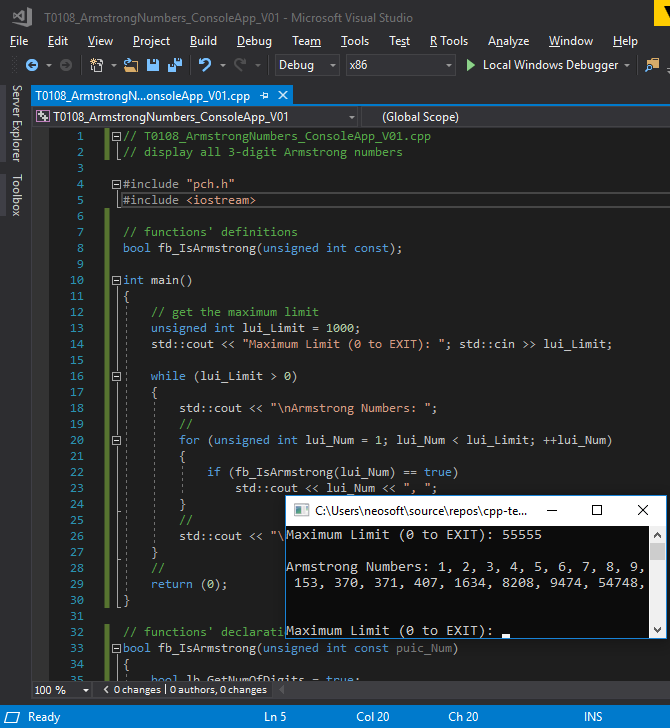 T0108_ArmstrongNumbers_ConsoleApp_V01 - Microsoft Visual Studio
File Edit View Project Build Debug Team Tools Test R Tools Analyze Window Help
Debug x86 Local Windows Debugger
Server Explorer
Toolbox
T0108_ArmstrongN...onsoleApp_V01.cpp
T0108_ArmstrongNumbers_ConsoleApp_V01 (Global Scope)
1 // T0108_ArmstrongNumbers_ConsoleApp_V01.cpp
2 // display all 3-digit Armstrong numbers
3
4 #include "pch.h"
5 #include <iostream>
6
7 // functions' definitions
8 bool fb_IsArmstrong(unsigned int const);
9
10 int main()
11 {
12 // get the maximum limit
13 unsigned int lui_Limit = 1000;
14 std::cout << "Maximum Limit (0 to EXIT): "; std::cin >> lui_Limit;
15
16 while (lui_Limit > 0)
17 {
18 std::cout << "\nArmstrong Numbers: ";
19 //
20 for (unsigned int lui_Num = 1; lui_Num < lui_Limit; ++lui_Num)
21 {
22 if (fb_IsArmstrong(lui_Num) == true)
23 std::cout << lui_Num << ", ";
24 }
25 //
26 std::cout << "\
27 }
28 //
29 return (0);
30 }
31
32 // functions' declarati
33 bool fb_IsArmstrong(unsigned int const puic_Num)
34 {
35 bool lb_GetNumOfDigits = true;
C:\Users\neosoft\source\repos\cpp-te...
Maximum Limit (0 to EXIT): 55555
Armstrong Numbers: 1, 2, 3, 4, 5, 6, 7, 8, 9,
153, 370, 371, 407, 1634, 8208, 9474, 54748,
Maximum Limit (0 to EXIT):
100 % 0 changes | 0 authors, 0 changes
Ready Ln 5 Col 20 Ch 20 INS